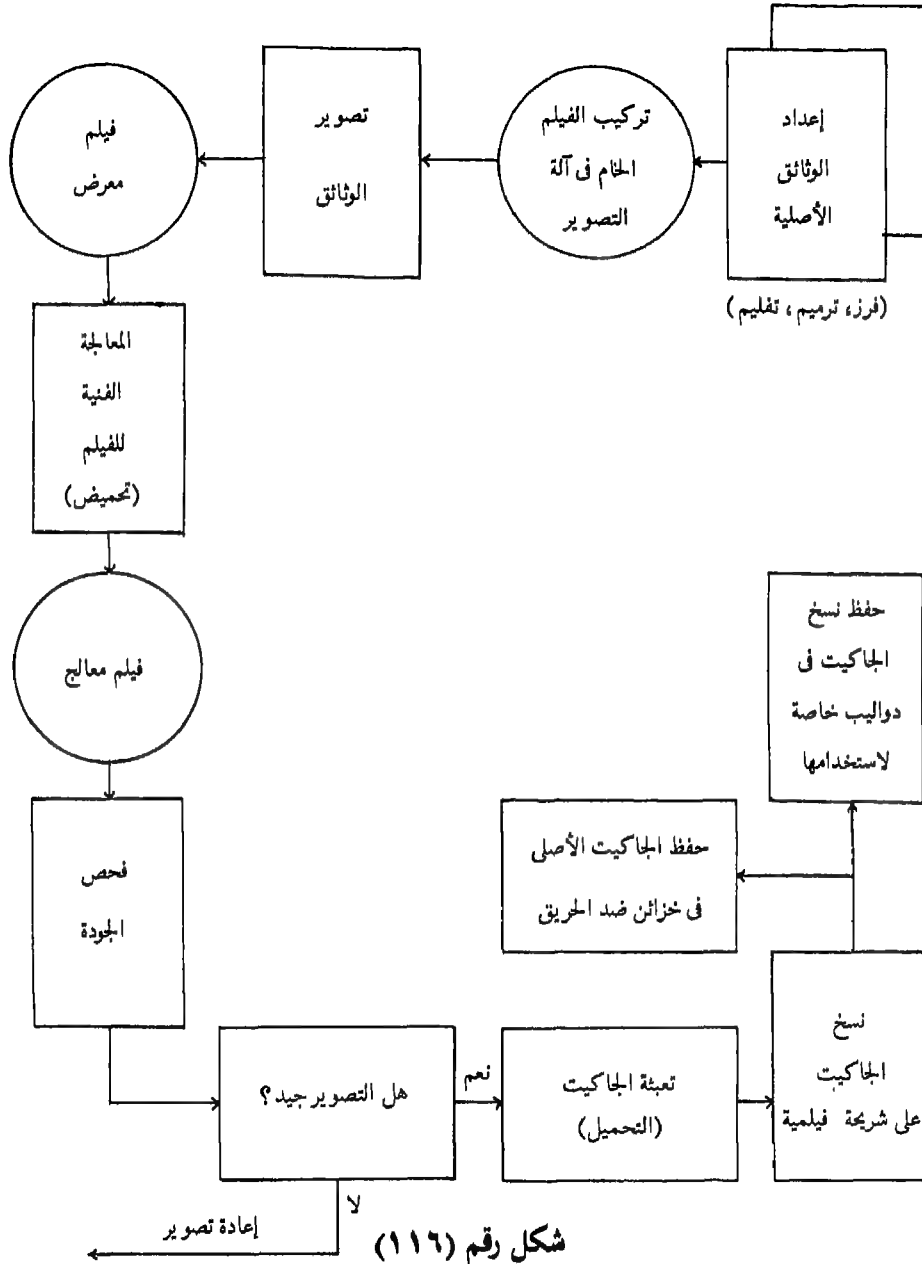 إعداد
الوثائق
الأصلية
(فرز، ترميم، تفليم)
تركيب الفيلم
الخام فى آلة
التصوير
تصوير
الوثائق
فيلم
معرض
المعالجة
الفنية
للفيلم
(تحميض)
فيلم معالج
فحص
الجودة
هل التصوير جيد؟
نعم
لا
إعادة تصوير
تعبئة الجاكيت
(التحميل)
نسخ
الجاكيت
على شريحة فيلمية
حفظ الجاكيت الأصلى
فى خزائن ضد الحريق
حفظ نسخ
الجاكيت فى
دواليب خاصة
لاستخدامها
شكل رقم (١١٦)